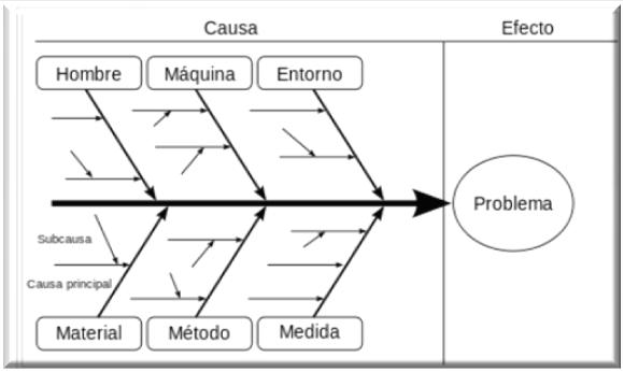 Causa
Efecto
Hombre
Máquina
Entorno
Problema
Subcausa
Causa principal
Material
Método
Medida